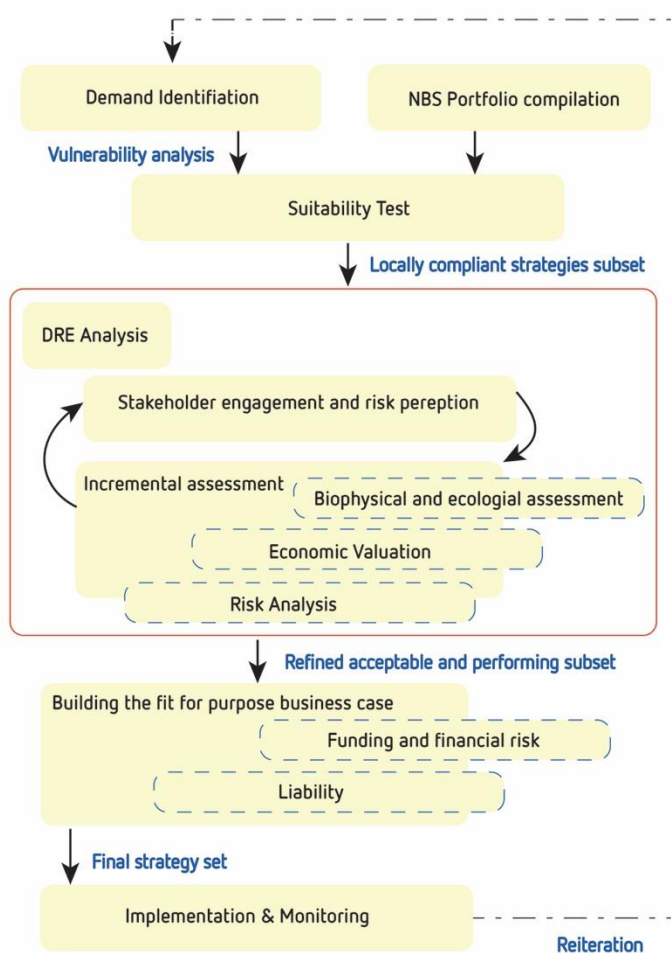 Demand Identifiation
NBS Portfolio compilation
Vulnerability analysis
Suitability Test
Locally compliant strategies subset
DRE Analysis
Stakeholder engagement and risk perpeption
Incremental assessment
Biophysical and ecologial assessment
Economic Valuation
Risk Analysis
Refined acceptable and performing subset
Building the fit for purpose business case
Funding and financial risk
Liability
Final strategy set
Implementation & Monitoring
Reiteration